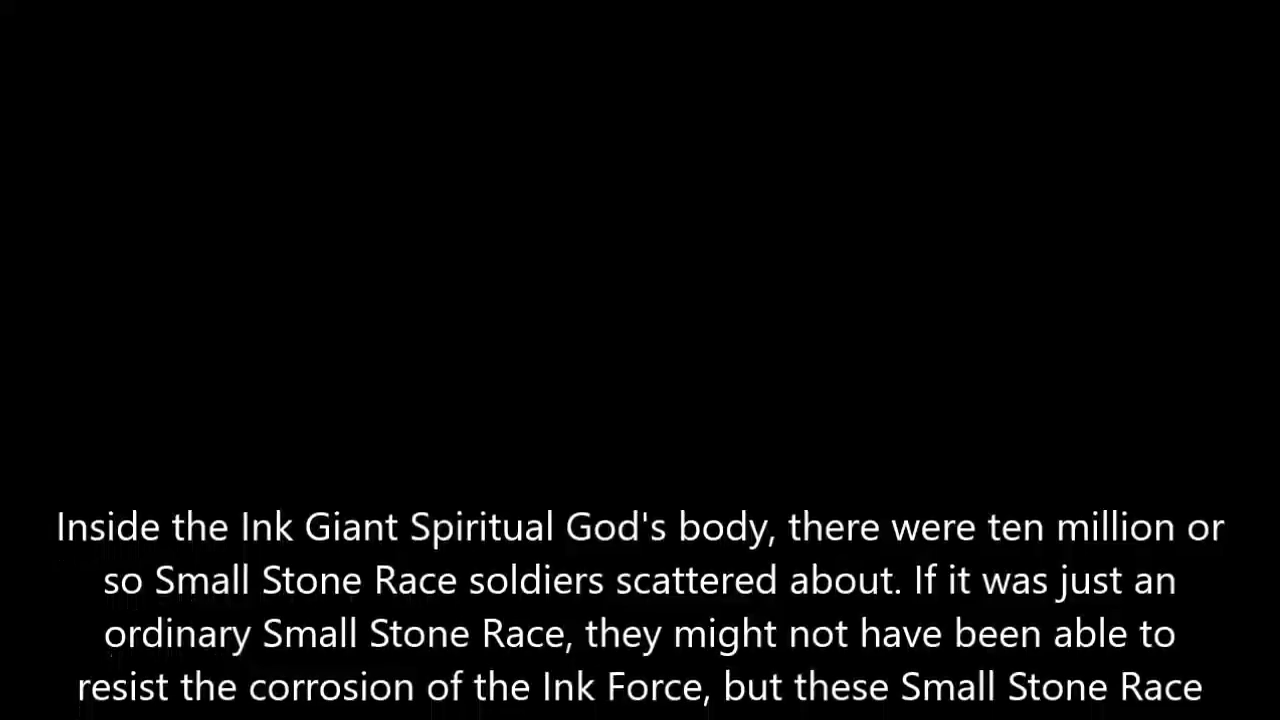 Inside the Ink Giant Spiritual God's body, there were ten million or
so Small Stone Race soldiers scattered about. If it was just an
ordinary Small Stone Race, they might not have been able to
resist the corrosion of the Ink Force, but these Small Stone Race